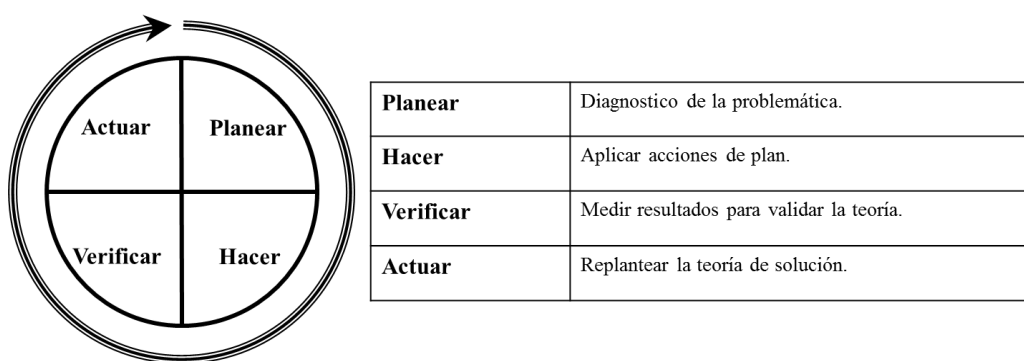 Actuar
Planear
Verificar
Hacer
Planear
Diagnostico de la problemática.
Hacer
Aplicar acciones de plan.
Verificar
Medir resultados para validar la teoría.
Actuar
Replantear la teoría de solución.